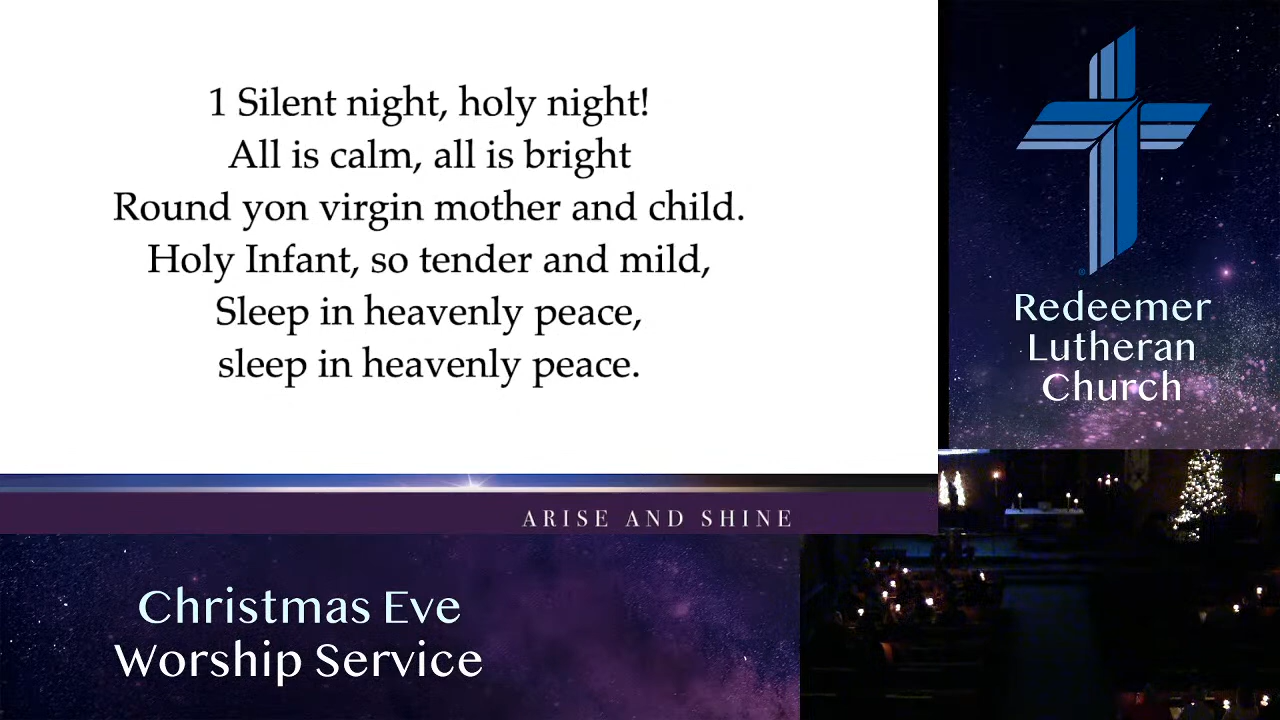 1 Silent night, holy night!
All is calm, all is bright
Round yon virgin mother and child.
Holy Infant, so tender and mild,
Sleep in heavenly peace,
sleep in heavenly peace.
ARISE AND SHINE
Christmas Eve
Worship Service
®
Redeemer
Lutheran
Church